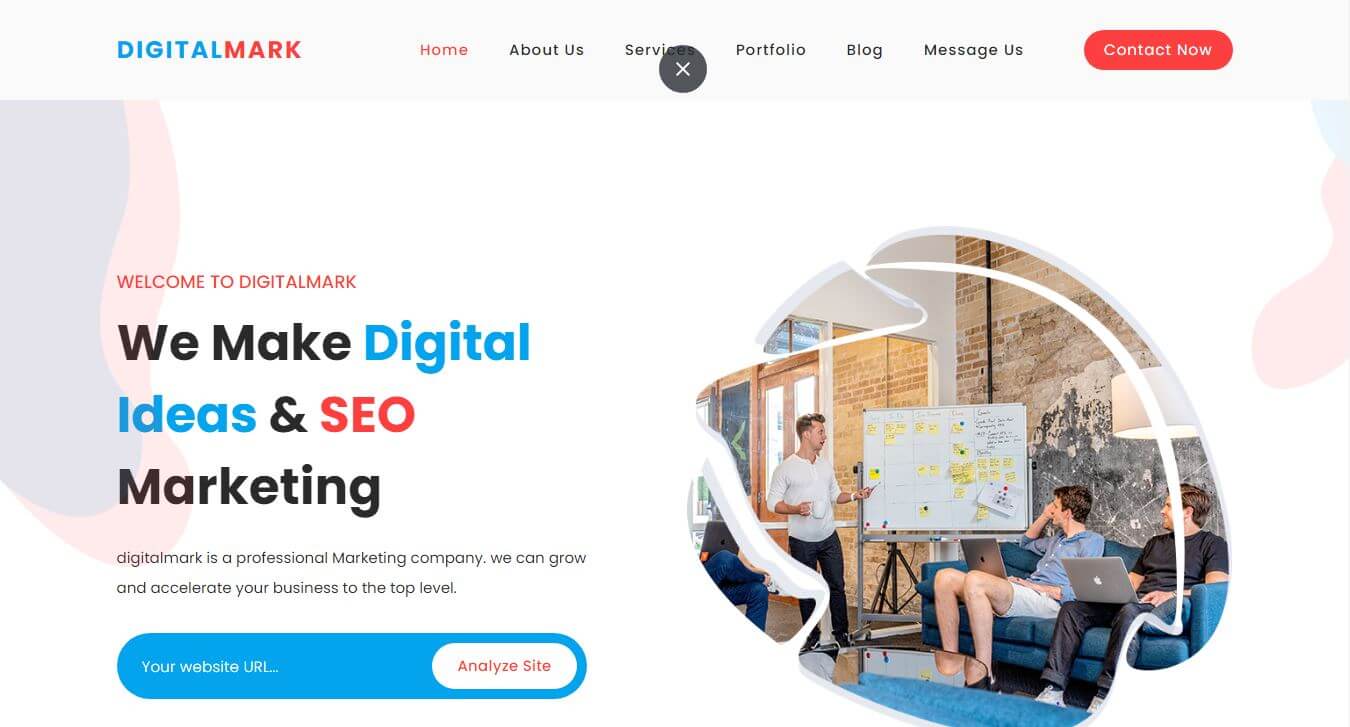 DIGITALMARK
Home About Us Services Portfolio Blog Message Us Contact Now
WELCOME TO DIGITALMARK
We Make Digital
Ideas & SEO
Marketing
digitalmark is a professional Marketing company. we can grow
and accelerate your business to the top level.
Your website URL... Analyze Site